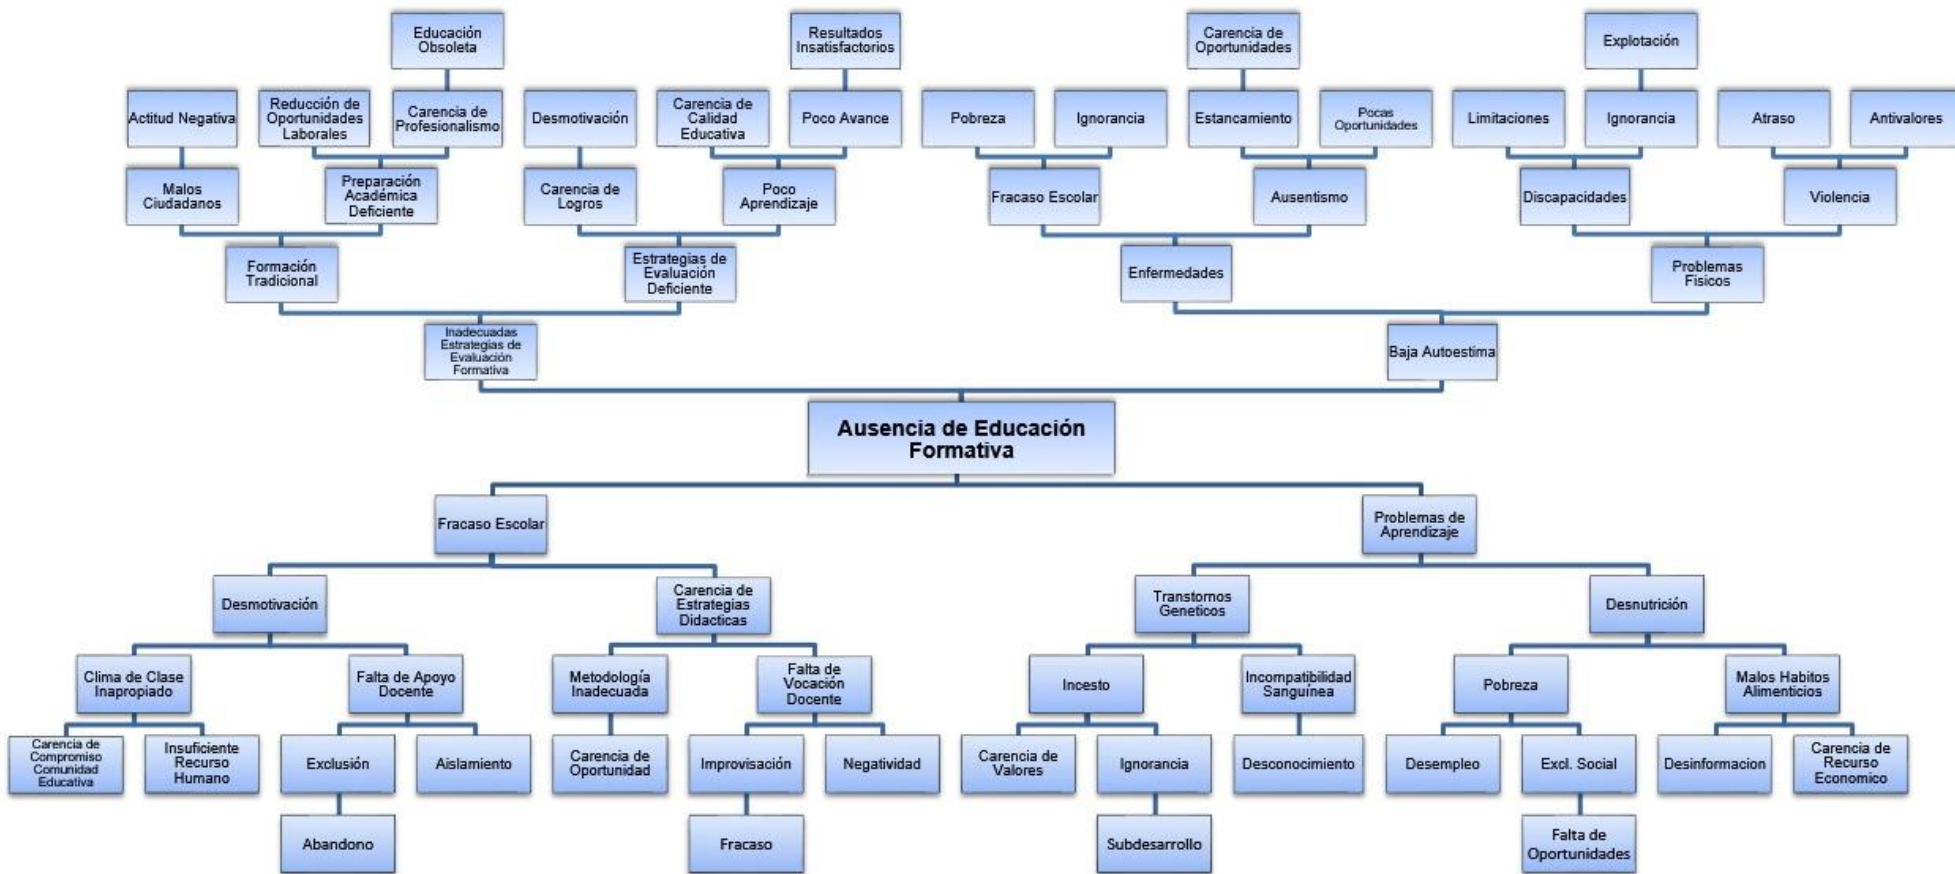 Educación
Obsoleta
Resultados
Insatisfactorios
Carencia de
Oportunidades
Explotación
Actitud Negativa
Reducción de
Oportunidades
Laborales
Carencia de
Profesionalismo
Desmotivación
Carencia de
Calidad
Educativa
Poco Avance
Pobreza
Ignorancia
Estancamiento
Pocas
Oportunidades
Limitaciones
Ignorancia
Atraso
Antivalores
Malos
Ciudadanos
Preparación
Académica
Deficiente
Carencia de
Logros
Poco
Aprendizaje
Fracaso Escolar
Ausentismo
Discapacidades
Violencia
Formación
Tradicional
Estrategias de
Evaluación
Deficiente
Enfermedades
Problemas
Fisicos
Inadecuadas
Estrategias de
Evaluación
Formativa
Baja Autoestima
Ausencia de Educación
Formativa
Fracaso Escolar
Problemas de
Aprendizaje
Desmotivación
Carencia de
Estrategias
Didacticas
Transtornos
Geneticos
Desnutrición
Clima de Clase
Inapropiado
Falta de Apoyo
Docente
Metodología
Inadecuada
Falta de
Vocación
Docente
Incesto
Incompatibilidad
Sanguínea
Pobreza
Malos Habitos
Alimenticios
Carencia de
Compromiso
Comunidad
Educativa
Insuficiente
Recurso
Humano
Exclusión
Aislamiento
Carencia de
Oportunidad
Improvisación
Negatividad
Carencia de
Valores
Ignorancia
Desconocimiento
Desempleo
Excl. Social
Desinformacion
Carencia de
Recurso
Economico
Abandono
Fracaso
Subdesarrollo
Falta de
Oportunidades